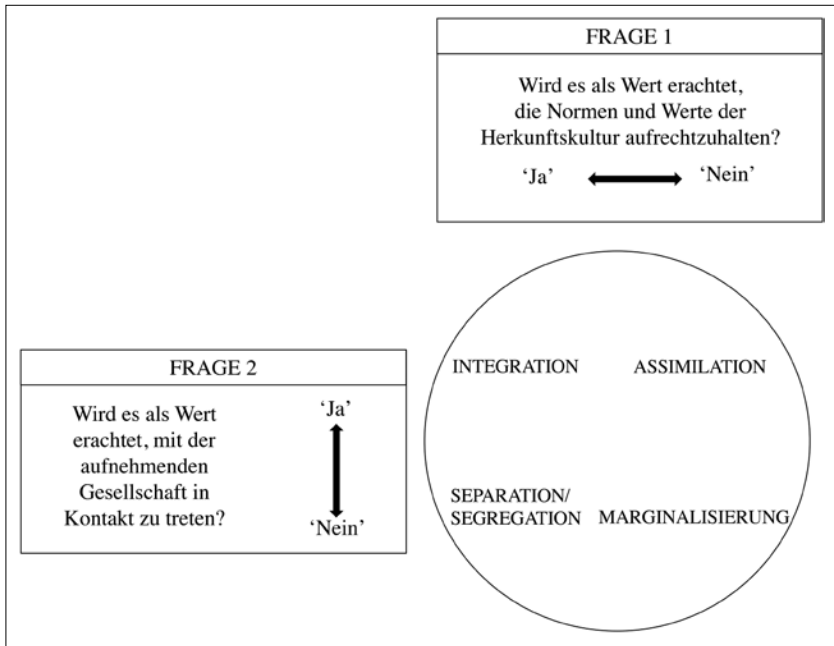 FRAGE 1
Wird es als Wert erachtet,
die Normen und Werte der
Herkunftskultur aufrechtzuhalten?
‘Ja’ ‘Nein’
FRAGE 2
Wird es als Wert
erachtet, mit der
aufnehmenden
Gesellschaft in
Kontakt zu treten?
‘Ja’
‘Nein’
INTEGRATION ASSIMILATION
SEPARATION/
SEGREGATION MARGINALISIERUNG